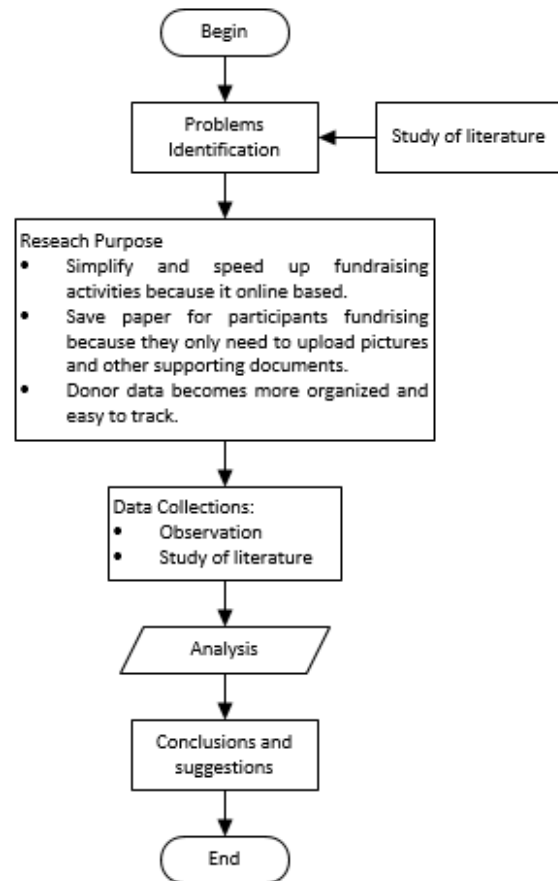 Begin
Problems
Identification
Study of literature
Reseach Purpose
• Simplify and speed up fundraising
activities because it online based.
• Save paper for participants fundrising
because they only need to upload pictures
and other supporting documents.
• Donor data becomes more organized and
easy to track.
Data Collections:
• Observation
• Study of literature
Analysis
Conclusions and
suggestions
End